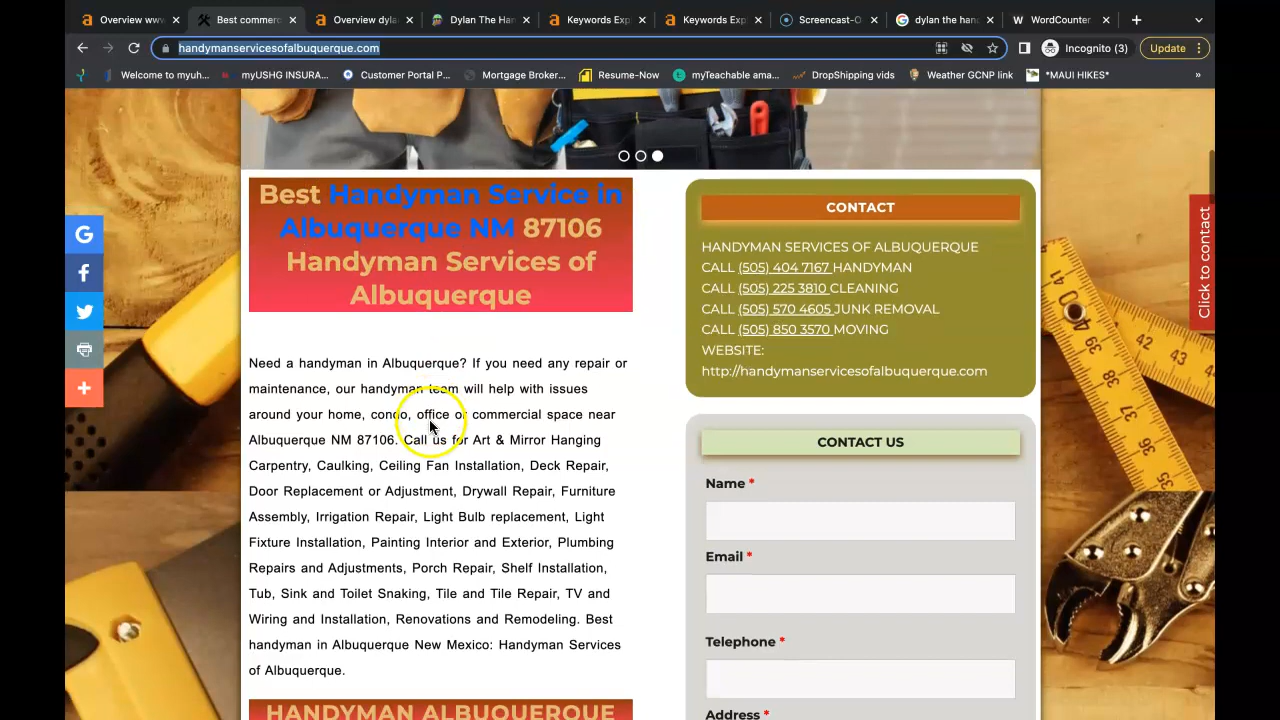 Overview www
Best commerc
Overview dyla
Dylan The Han
Keywords Exp
Keywords Exp
Screencast-O
dylan the han
WordCounter
handymanservicesofalbuquerque.com
Incognito (3)
Update
Welcome to myuh...
myUSHG INSURA...
Customer Portal P...
Mortgage Broker...
Resume-Now
myTeachable ama...
DropShipping vids
Weather GCNP link
*MAUI HIKES*
»
Best Handyman Service in
Albuquerque NM 87106
Handyman Services of
Albuquerque
Need a handyman in Albuquerque? If you need any repair or
maintenance, our handyman team will help with issues
around your home, condo, office or commercial space near
Albuquerque NM 87106. Call us for Art & Mirror Hanging
Carpentry, Caulking, Ceiling Fan Installation, Deck Repair,
Door Replacement or Adjustment, Drywall Repair, Furniture
Assembly, Irrigation Repair, Light Bulb replacement, Light
Fixture Installation, Painting Interior and Exterior, Plumbing
Repairs and Adjustments, Porch Repair, Shelf Installation,
Tub, Sink and Toilet Snaking, Tile and Tile Repair, TV and
Wiring and Installation, Renovations and Remodeling. Best
handyman in Albuquerque New Mexico: Handyman Services
of Albuquerque.
HANDYMAN ALBUQUERQUE
CONTACT
HANDYMAN SERVICES OF ALBUQUERQUE
CALL (505) 404 7167 HANDYMAN
CALL (505) 225 3810 CLEANING
CALL (505) 570 4605 JUNK REMOVAL
CALL (505) 850 3570 MOVING
WEBSITE:
http://handymanservicesofalbuquerque.com
CONTACT US
Name *
Email *
Telephone *
Address *
Click to contact
40
41
42
43